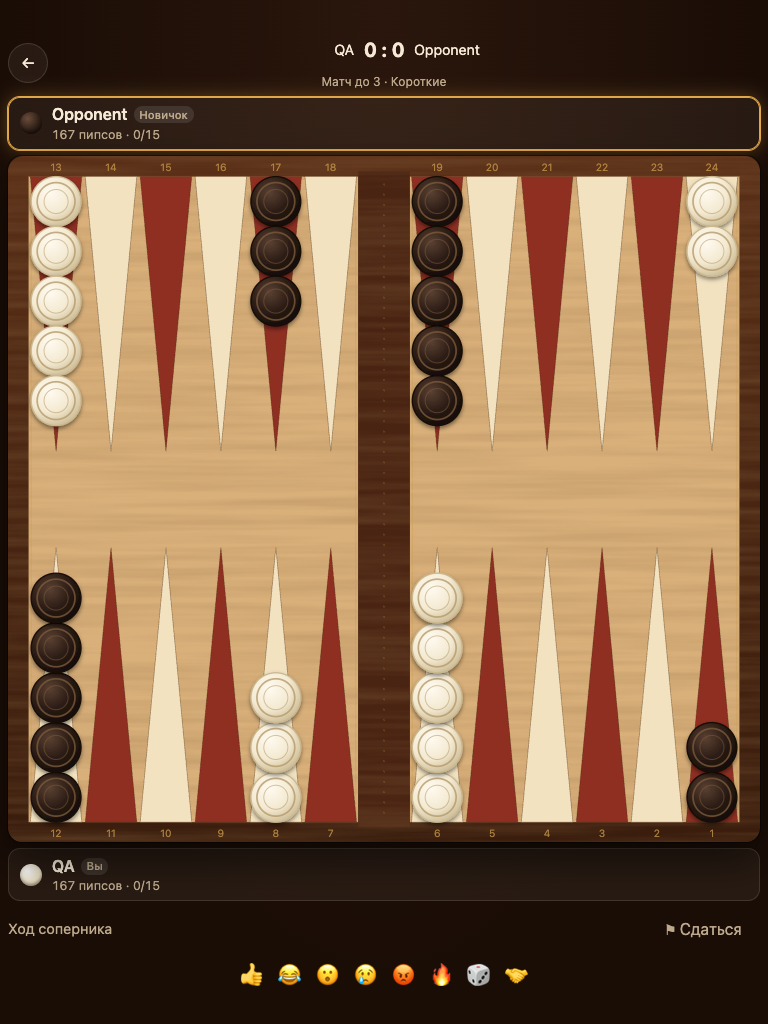 QA 0 : 0 Opponent
Матч до 3 · Короткие
Opponent Новичок
167 пипсов · 0/15
13 14 15 16 17 18 19 20 21 22 23 24
12 11 10 9 8 7 6 5 4 3 2 1
QA Вы
167 пипсов · 0/15
Ход соперника
Сдаться